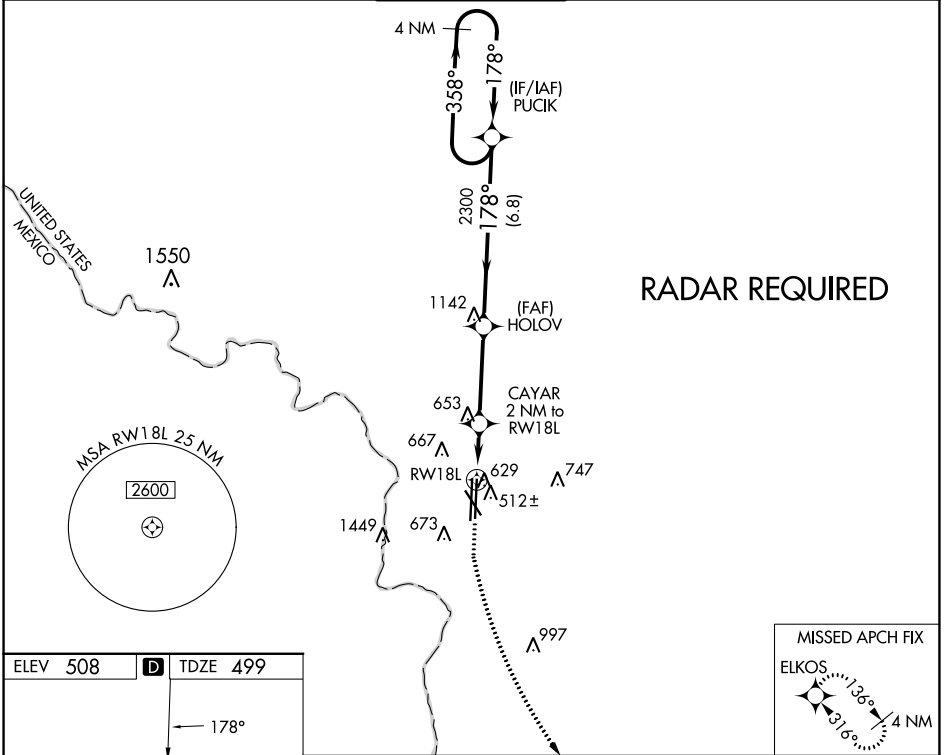 4 NM
358°
178°
(IF/IAF)
PUCIK
2300
178°
(6.8)
UNITED STATES
MEXICO
1550
RADAR REQUIRED
1142
(FAF)
HOLOV
CAYAR
2 NM to
RW18L
653
667
RW18L
629
747
512±
MSA RW18L 25 NM
2600
1449
673
997
MISSED APCH FIX
ELKOS
136°
316°
4 NM
ELEV 508 D TDZE 499
178°